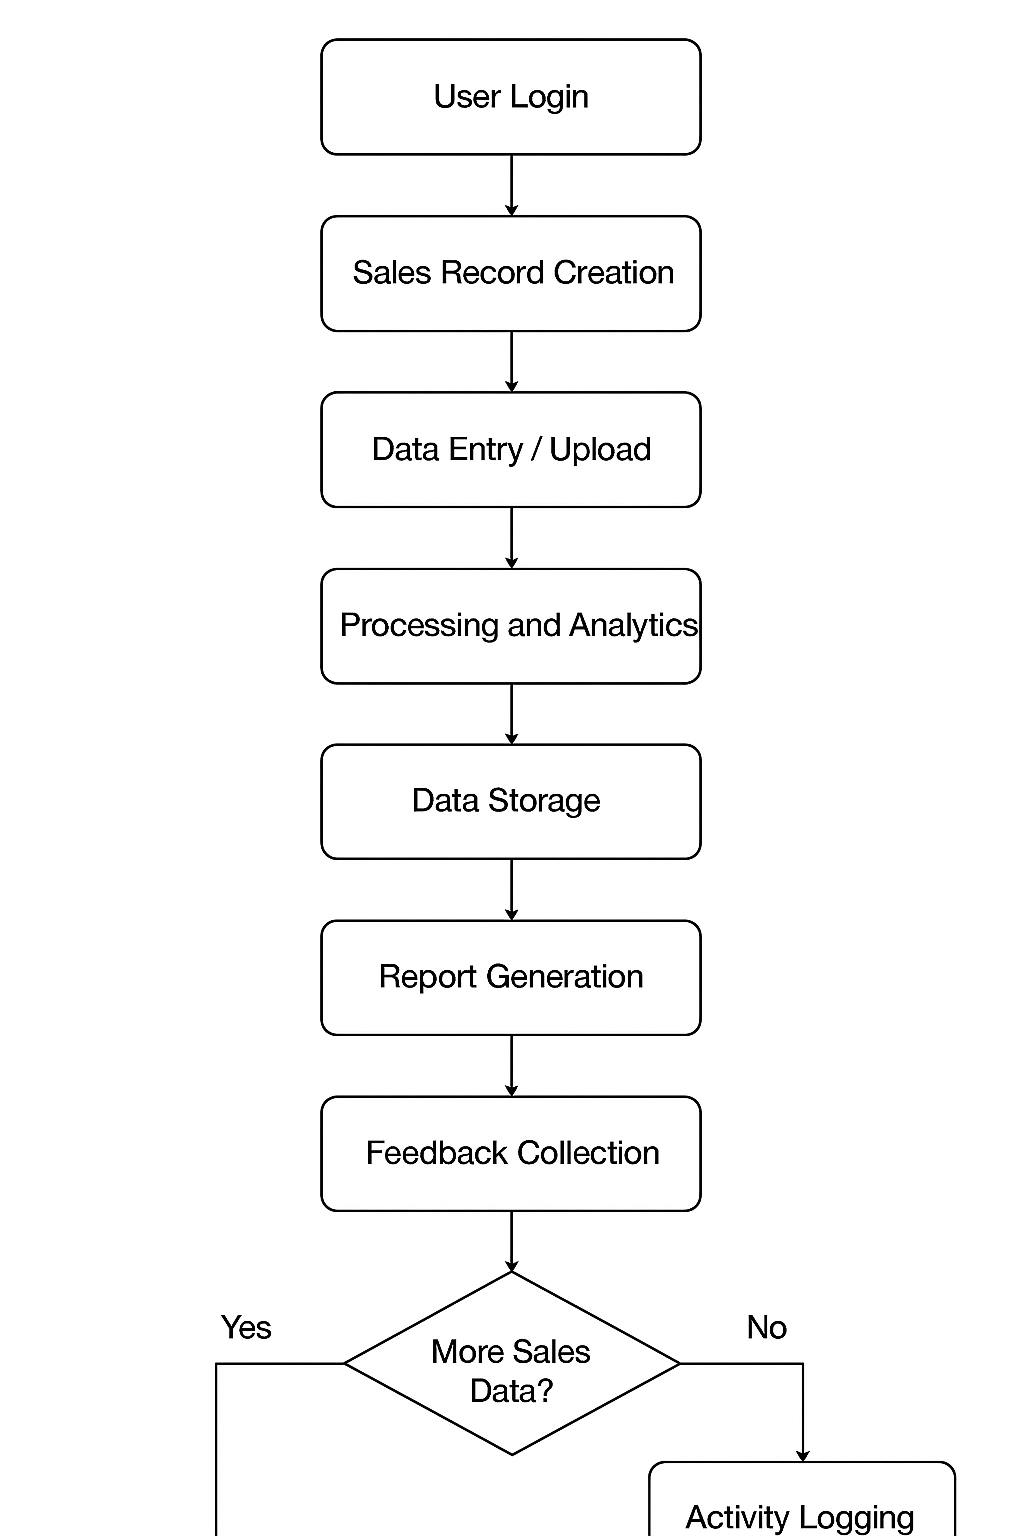 User Login
Sales Record Creation
Data Entry / Upload
Processing and Analytics
Data Storage
Report Generation
Feedback Collection
Yes
No
More Sales
Data?
Activity Logging